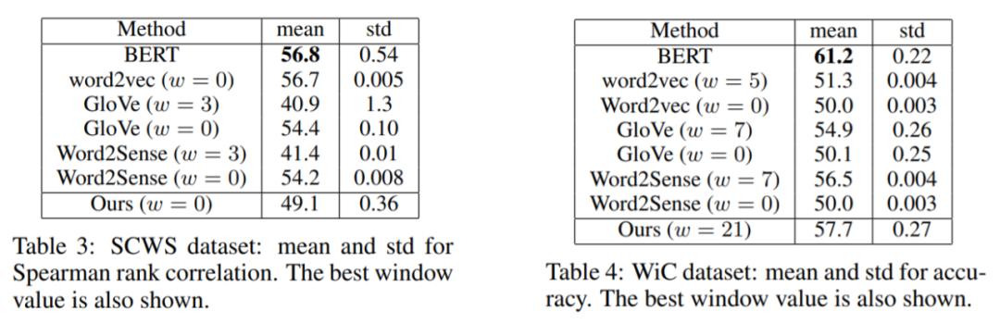 Method mean std
BERT 56.8 0.54
word2vec (w = 0) 56.7 0.005
GloVe (w = 3) 40.9 1.3
GloVe (w = 0) 54.4 0.10
Word2Sense (w = 3) 41.4 0.01
Word2Sense (w = 0) 54.2 0.008
Ours (w = 0) 49.1 0.36
Table 3: SCWS dataset: mean and std for
Spearman rank correlation. The best window
value is also shown.
Method mean std
BERT 61.2 0.22
word2vec (w = 5) 51.3 0.004
Word2vec (w = 0) 50.0 0.003
GloVe (w = 7) 54.9 0.26
GloVe (w = 0) 50.1 0.25
Word2Sense (w = 7) 56.5 0.004
Word2Sense (w = 0) 50.0 0.003
Ours (w = 21) 57.7 0.27
Table 4: WiC dataset: mean and std for accu-
racy. The best window value is also shown.